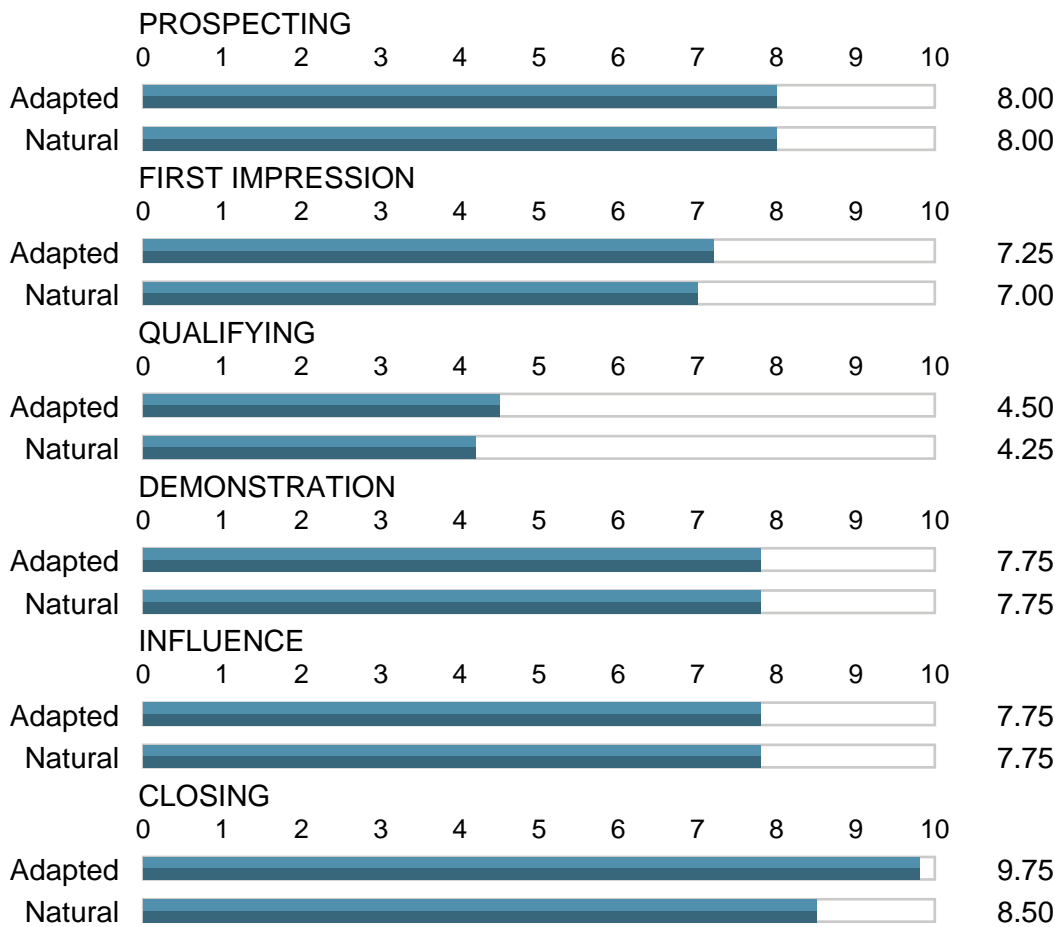 PROSPECTING
0 1 2 3 4 5 6 7 8 9 10
Adapted 8.00
Natural 8.00
FIRST IMPRESSION
0 1 2 3 4 5 6 7 8 9 10
Adapted 7.25
Natural 7.00
QUALIFYING
0 1 2 3 4 5 6 7 8 9 10
Adapted 4.50
Natural 4.25
DEMONSTRATION
0 1 2 3 4 5 6 7 8 9 10
Adapted 7.75
Natural 7.75
INFLUENCE
0 1 2 3 4 5 6 7 8 9 10
Adapted 7.75
Natural 7.75
CLOSING
0 1 2 3 4 5 6 7 8 9 10
Adapted 9.75
Natural 8.50